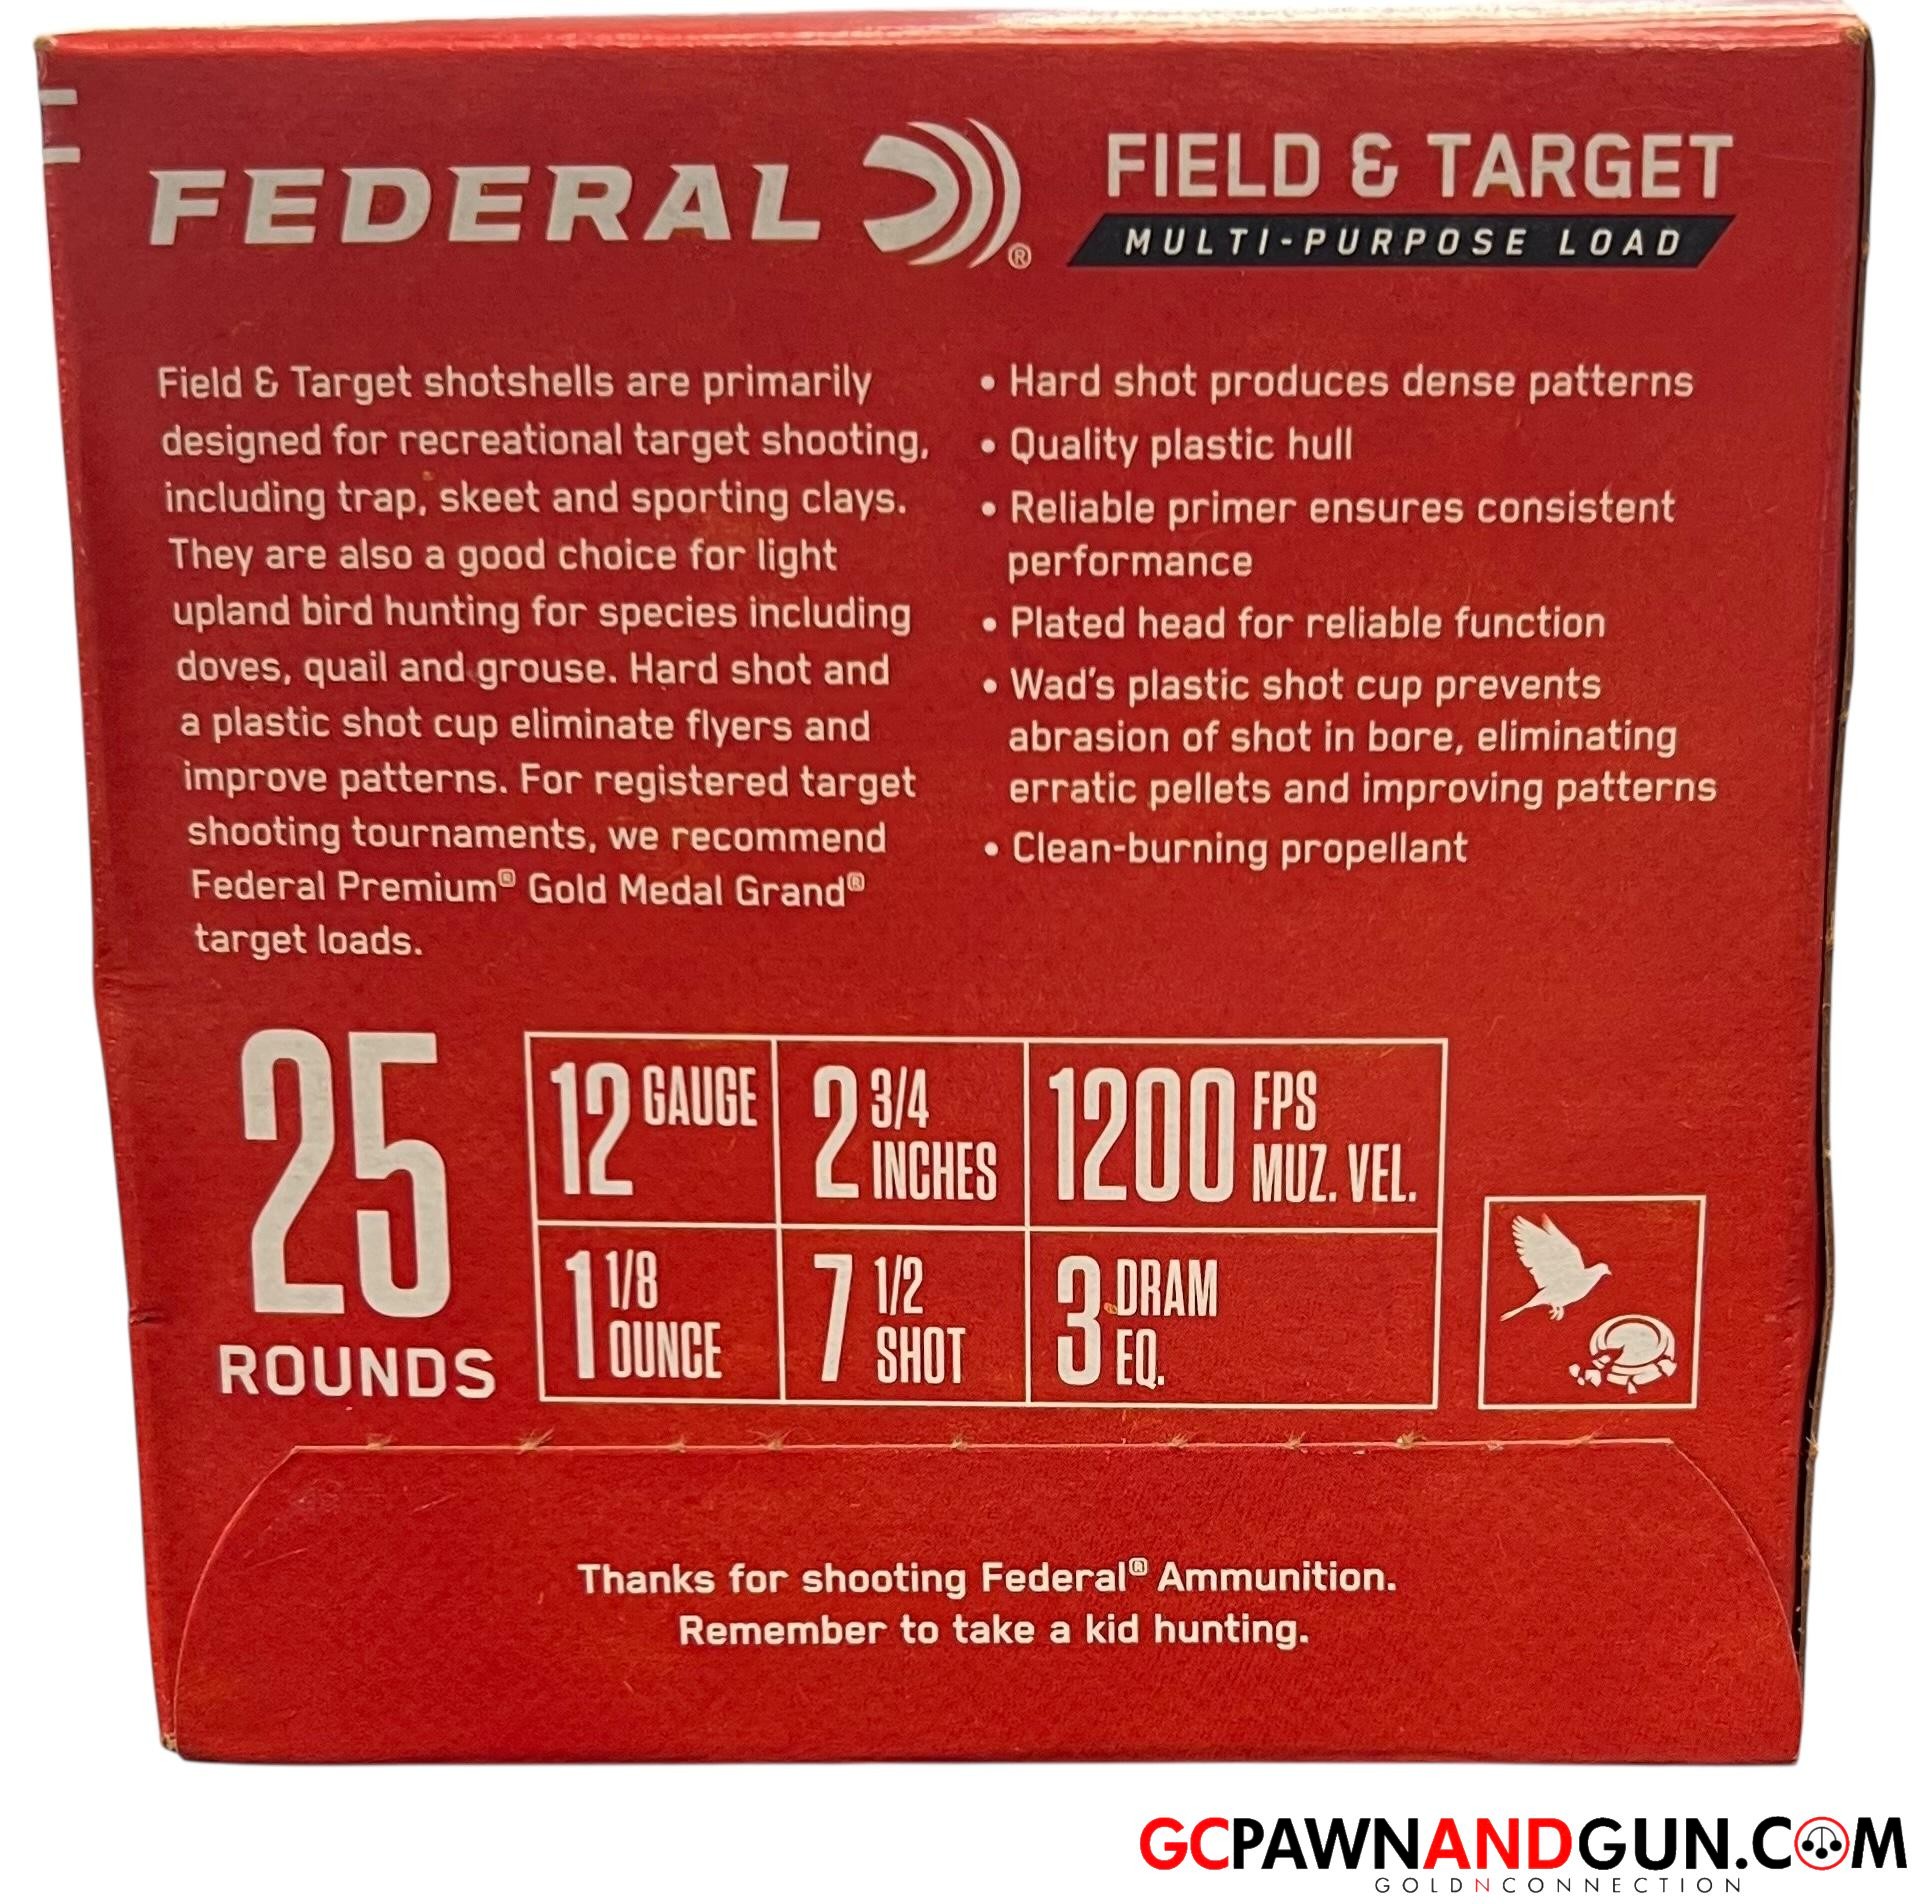 FEDERAL ®
FIELD & TARGET
MULTI-PURPOSE LOAD
Field & Target shotshells are primarily
designed for recreational target shooting,
including trap, skeet and sporting clays.
They are also a good choice for light
upland bird hunting for species including
doves, quail and grouse. Hard shot and
a plastic shot cup eliminate flyers and
improve patterns. For registered target
shooting tournaments, we recommend
Federal Premium® Gold Medal Grand®
target loads.
• Hard shot produces dense patterns
• Quality plastic hull
• Reliable primer ensures consistent
performance
• Plated head for reliable function
• Wad's plastic shot cup prevents
abrasion of shot in bore, eliminating
erratic pellets and improving patterns
• Clean-burning propellant
25
ROUNDS
12 GAUGE
2 3/4
INCHES
1200 FPS
MUZ. VEL.
1 1/8
OUNCE
7 1/2
SHOT
3 DRAM
EQ.
Thanks for shooting Federal® Ammunition.
Remember to take a kid hunting.
GCPAWNANDGUN.COM
GOLDNCONNECTION